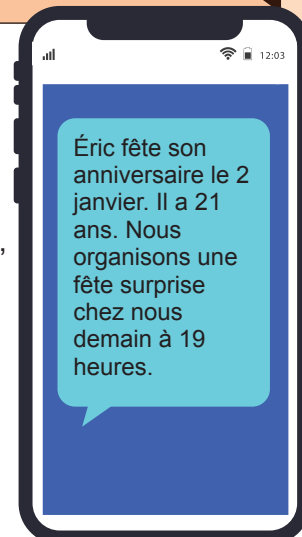 12:03
Éric fête son
anniversaire le 2
janvier. Il a 21
ans. Nous
organisons une
fête surprise
chez nous
demain à 19
heures.
,